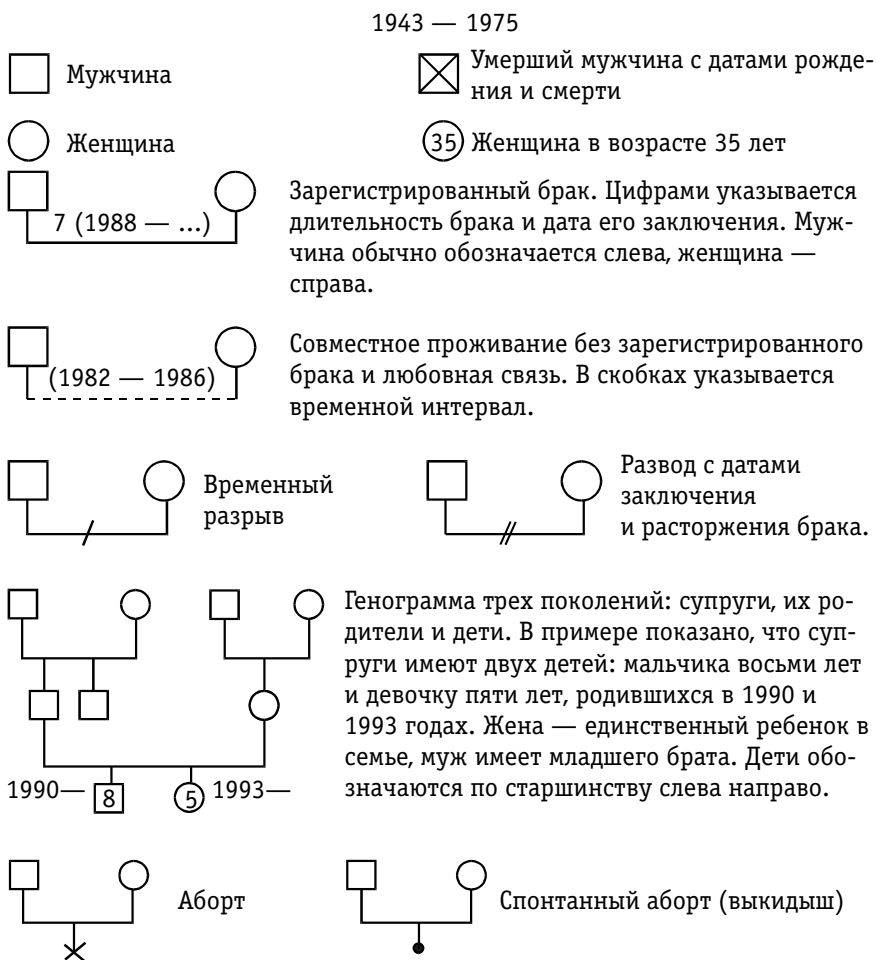 1943 — 1975
Мужчина
Умерший мужчина с датами рожде-
ния и смерти
Женщина
35 Женщина в возрасте 35 лет
7 (1988 — ...)
Зарегистрированный брак. Цифрами указывается
длительность брака и дата его заключения. Муж-
чина обычно обозначается слева, женщина —
справа.
(1982 — 1986)
Совместное проживание без зарегистрированного
брака и любовная связь. В скобках указывается
временной интервал.
Временный
разрыв
Развод с датами
заключения
и расторжения брака.
Генограмма трех поколений: супруги, их ро-
дители и дети. В примере показано, что суп-
руги имеют двух детей: мальчика восьми лет
и девочку пяти лет, родившихся в 1990 и
1993 годах. Жена — единственный ребенок в
семье, муж имеет младшего брата. Дети обо-
значаются по старшинству слева направо.
1990— 8 5 1993—
Аборт
Спонтанный аборт (выкидыш)